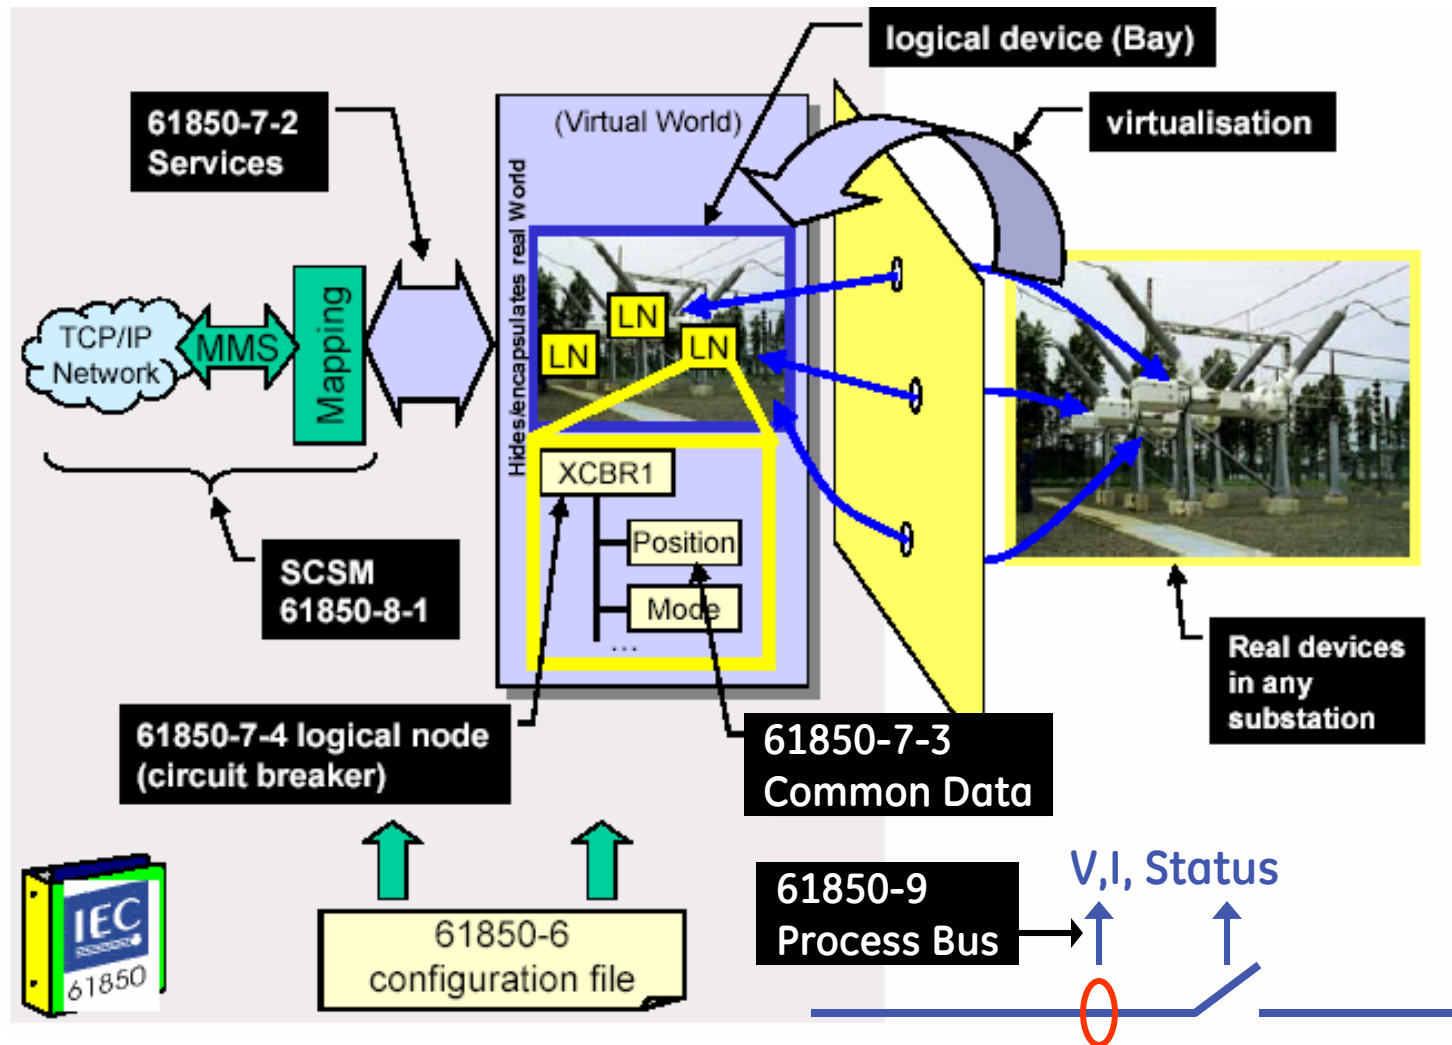 logical device (Bay)
61850-7-2
Services
(Virtual World)
virtualisation
Hides/encapsulates real World
TCP/IP
Network
MMS
Mapping
LN
LN
LN
XCBR1
Position
Mode
...
SCSM
61850-8-1
Real devices
in any
substation
61850-7-4 logical node
(circuit breaker)
61850-7-3
Common Data
IEC
61850
61850-6
configuration file
61850-9
Process Bus
V,I, Status